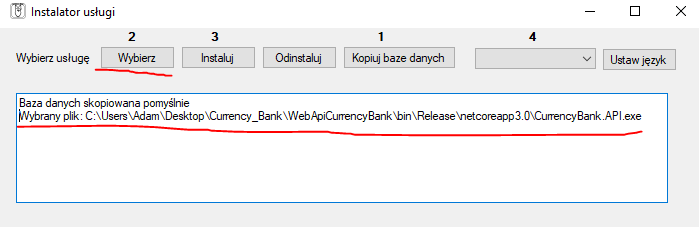 Instalator usługi
2 3 1 4
Wybierz usługę Wybierz Instaluj Odinstaluj Kopiuj baze danych Ustaw język
Baza danych skopiowana pomyślnie
Wybrany plik: C:\Users\Adam\Desktop\Currency_Bank\WebApiCurrencyBank\bin\Release\netcoreapp3.0\CurrencyBank.API.exe